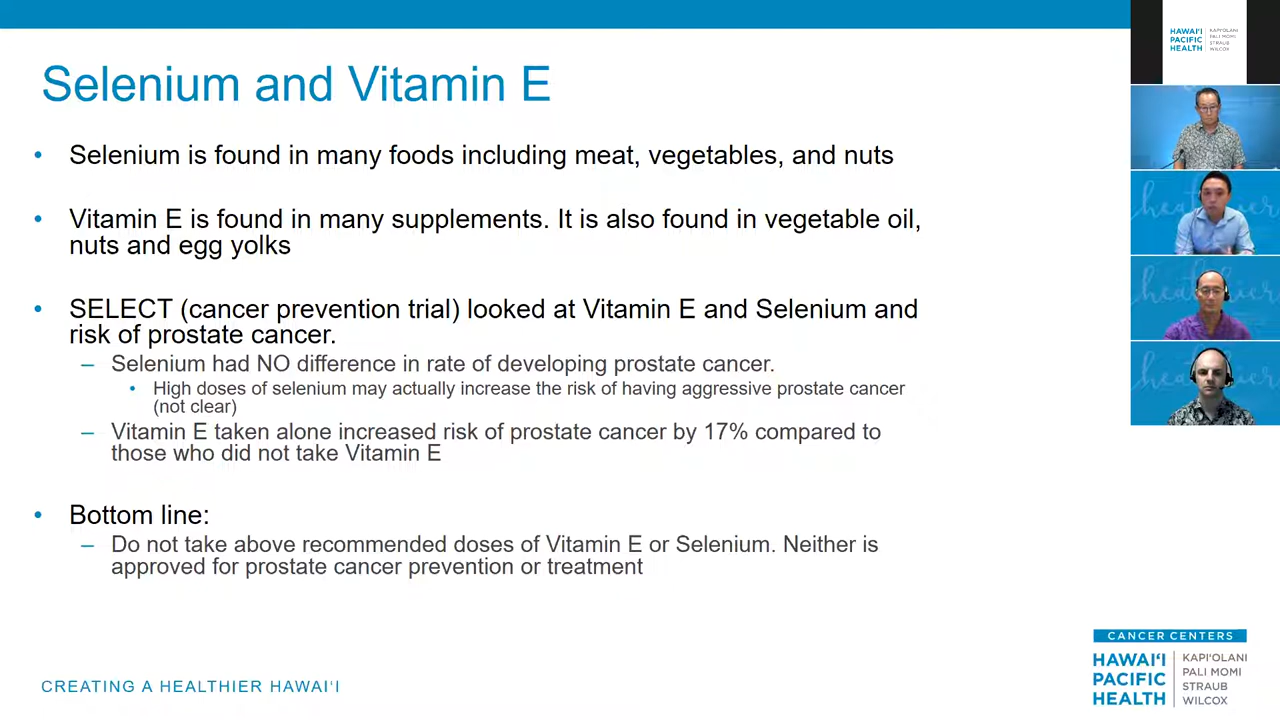 Selenium and Vitamin E
• Selenium is found in many foods including meat, vegetables, and nuts
• Vitamin E is found in many supplements. It is also found in vegetable oil,
nuts and egg yolks
• SELECT (cancer prevention trial) looked at Vitamin E and Selenium and
risk of prostate cancer.
– Selenium had NO difference in rate of developing prostate cancer.
• High doses of selenium may actually increase the risk of having aggressive prostate cancer
(not clear)
– Vitamin E taken alone increased risk of prostate cancer by 17% compared to
those who did not take Vitamin E
• Bottom line:
– Do not take above recommended doses of Vitamin E or Selenium. Neither is
approved for prostate cancer prevention or treatment
CREATING A HEALTHIER HAWAIʻI
CANCER CENTERS
HAWAIʻI
PACIFIC
HEALTH
KAPIʻOLANI
PALI MOMI
STRAUB
WILCOX
HAWAIʻI
PACIFIC
HEALTH
KAPIʻOLANI
PALI MOMI
STRAUB
WILCOX